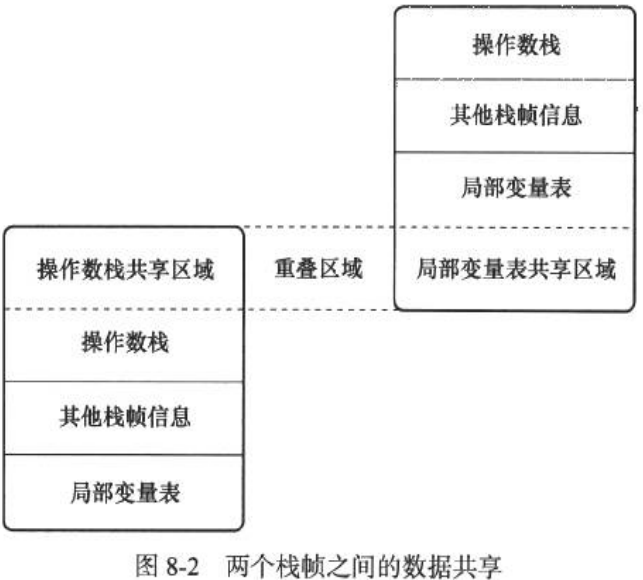 操作数栈
其他栈帧信息
局部变量表
操作数栈共享区域
重叠区域
局部变量表共享区域
操作数栈
其他栈帧信息
局部变量表
图 8-2 两个栈帧之间的数据共享